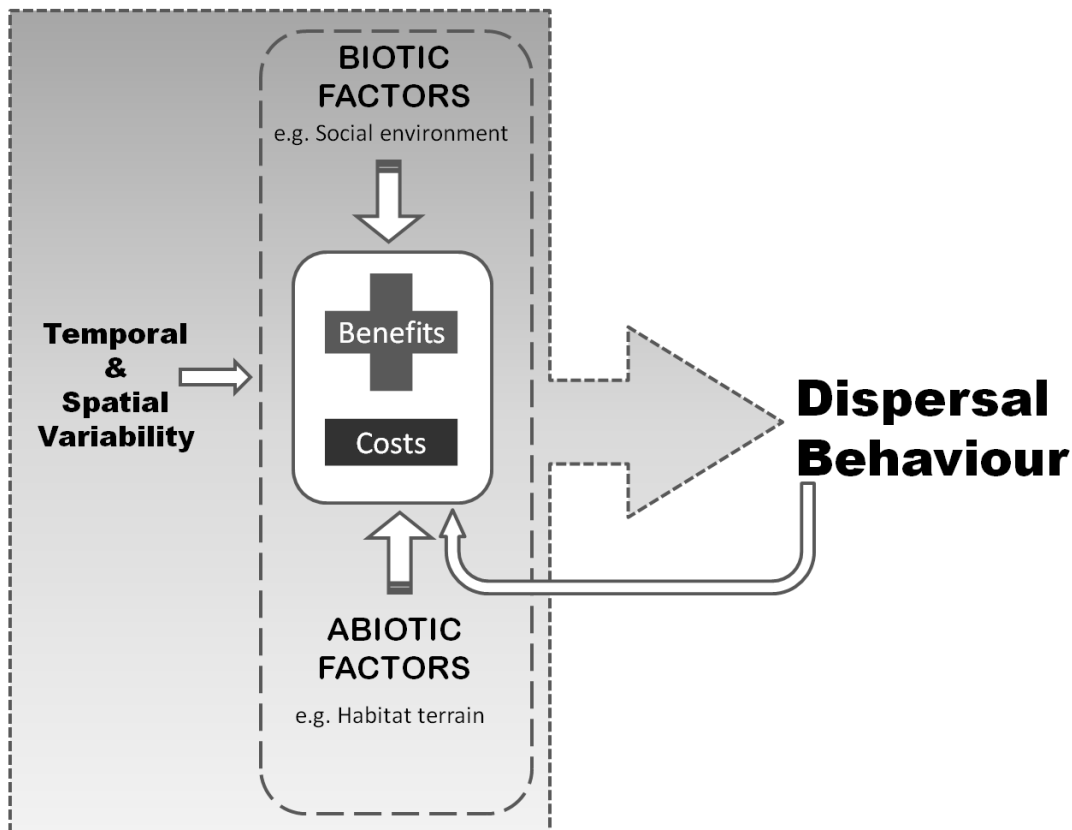 BIOTIC
FACTORS
e.g. Social environment
Benefits
Costs
Temporal
&
Spatial
Variability
Dispersal
Behaviour
ABIOTIC
FACTORS
e.g. Habitat terrain